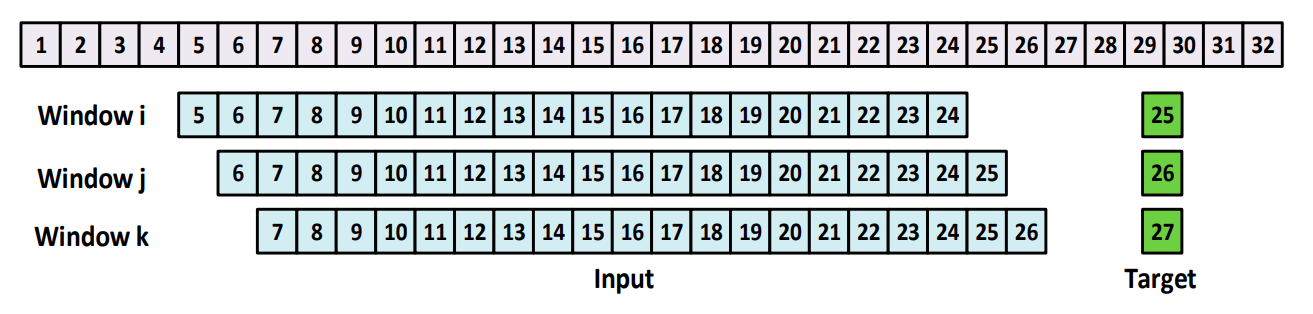 1 2 3 4 5 6 7 8 9 10 11 12 13 14 15 16 17 18 19 20 21 22 23 24 25 26 27 28 29 30 31 32
Window i 5 6 7 8 9 10 11 12 13 14 15 16 17 18 19 20 21 22 23 24 25
Window j 6 7 8 9 10 11 12 13 14 15 16 17 18 19 20 21 22 23 24 25 26
Window k 7 8 9 10 11 12 13 14 15 16 17 18 19 20 21 22 23 24 25 26 27
Input Target